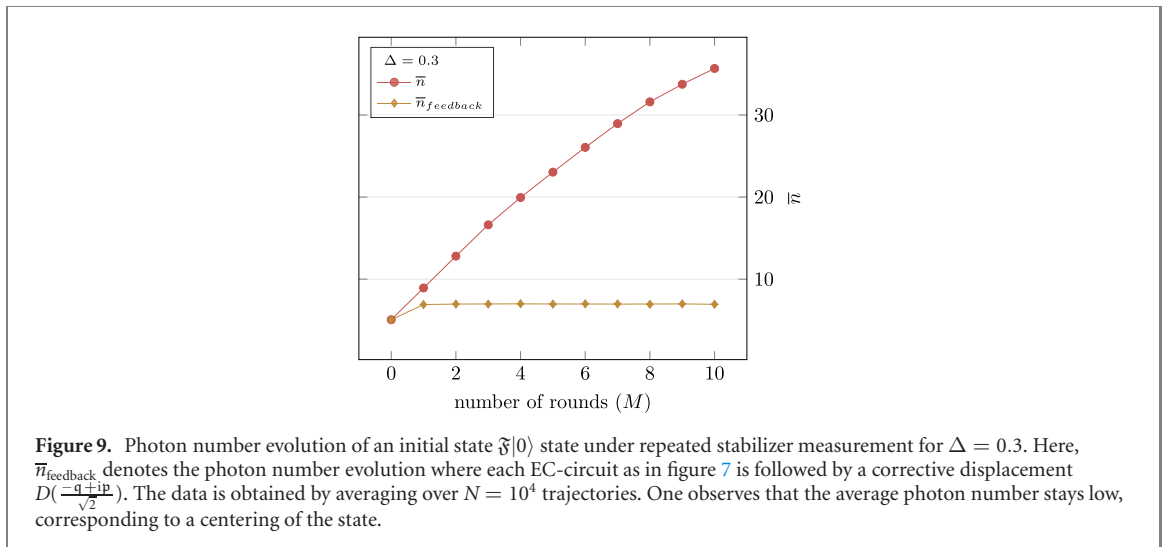 Δ = 0.3
n̅
n̅feedback
30
20
10
n̅
0 2 4 6 8 10
number of rounds (M)
Figure 9. Photon number evolution of an initial state 𝔉|0⟩ state under repeated stabilizer measurement for Δ = 0.3. Here,
n̅feedback denotes the photon number evolution where each EC-circuit as in figure 7 is followed by a corrective displacement
D(−𝔮+i𝔭/√2). The data is obtained by averaging over N = 10⁴ trajectories. One observes that the average photon number stays low,
corresponding to a centering of the state.